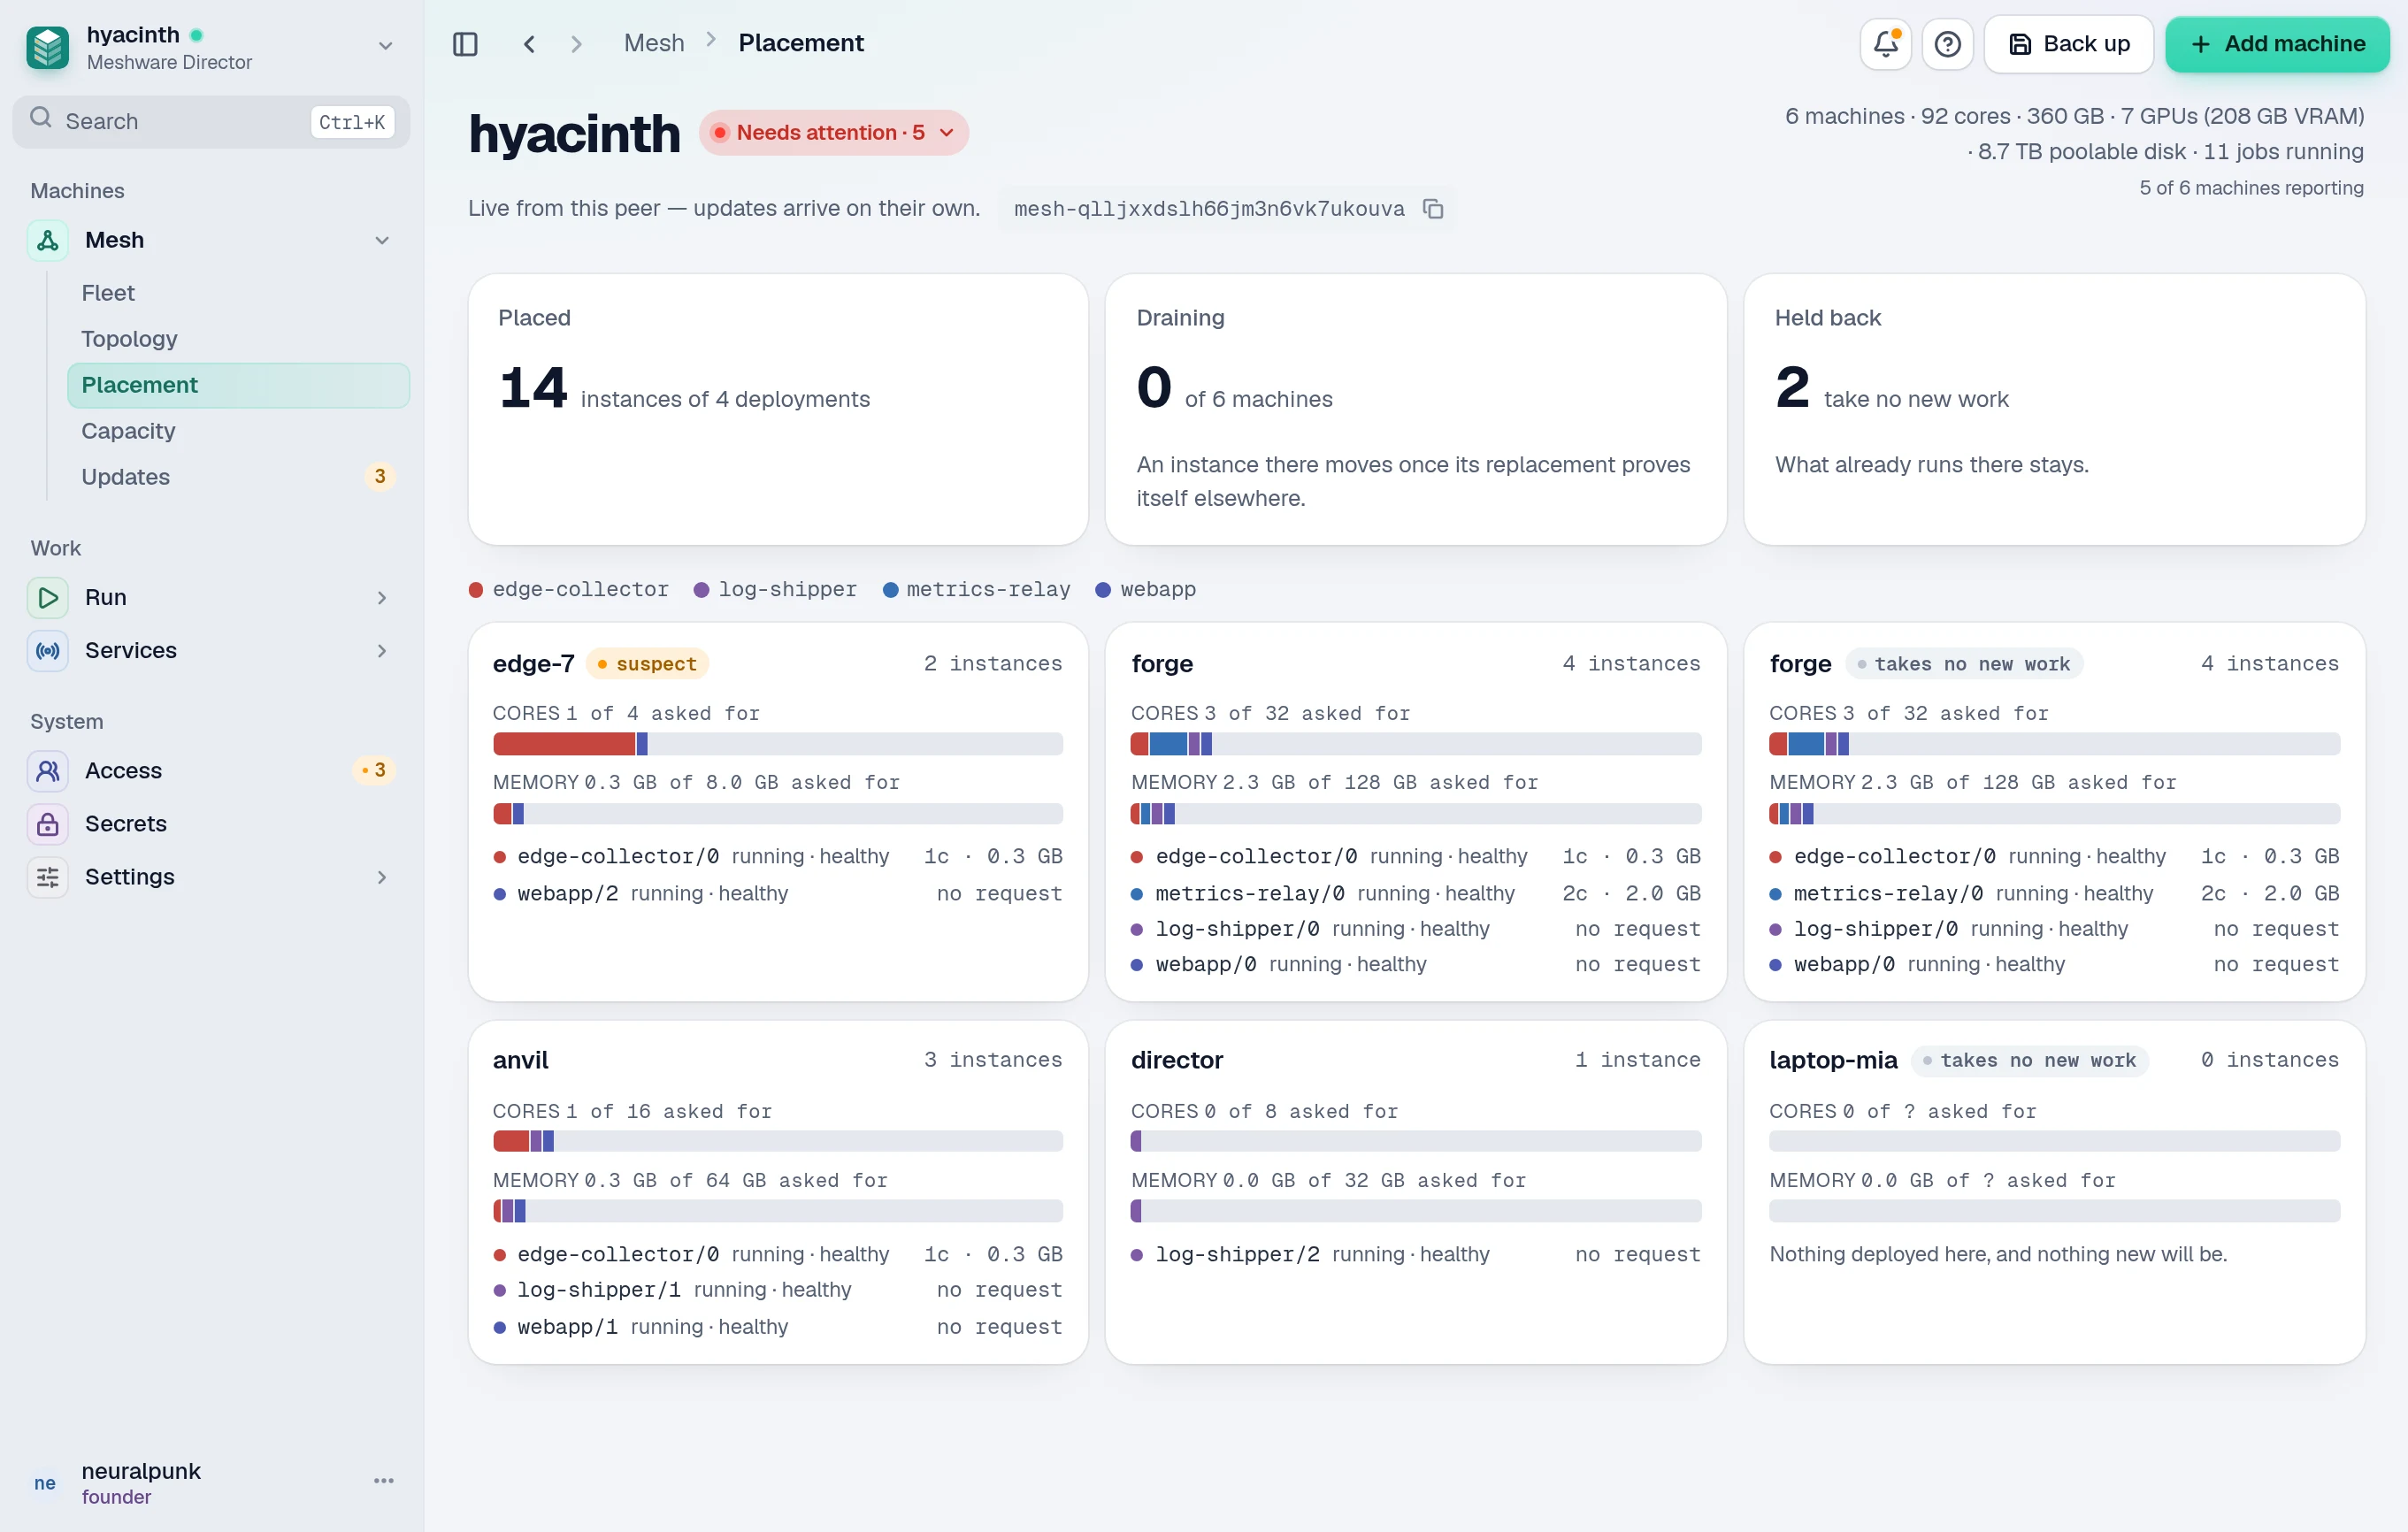 hyacinth
Meshware Director
Search Ctrl+K
Machines
Mesh
Fleet
Topology
Placement
Capacity
Updates 3
Work
Run
Services
System
Access 3
Secrets
Settings
ne
neuralpunk
founder
Mesh Placement
Back up
Add machine
hyacinth
Needs attention · 5
Live from this peer — updates arrive on their own.
mesh-qlljxxdslh66jm3n6vk7ukouva
6 machines · 92 cores · 360 GB · 7 GPUs (208 GB VRAM)
· 8.7 TB poolable disk · 11 jobs running
5 of 6 machines reporting
Placed
14 instances of 4 deployments
Draining
0 of 6 machines
An instance there moves once its replacement proves
itself elsewhere.
Held back
2 take no new work
What already runs there stays.
edge-collector log-shipper metrics-relay webapp
edge-7 suspect 2 instances
CORES 1 of 4 asked for
MEMORY 0.3 GB of 8.0 GB asked for
edge-collector/0 running · healthy 1c · 0.3 GB
webapp/2 running · healthy no request
forge 4 instances
CORES 3 of 32 asked for
MEMORY 2.3 GB of 128 GB asked for
edge-collector/0 running · healthy 1c · 0.3 GB
metrics-relay/0 running · healthy 2c · 2.0 GB
log-shipper/0 running · healthy no request
webapp/0 running · healthy no request
forge takes no new work 4 instances
CORES 3 of 32 asked for
MEMORY 2.3 GB of 128 GB asked for
edge-collector/0 running · healthy 1c · 0.3 GB
metrics-relay/0 running · healthy 2c · 2.0 GB
log-shipper/0 running · healthy no request
webapp/0 running · healthy no request
anvil 3 instances
CORES 1 of 16 asked for
MEMORY 0.3 GB of 64 GB asked for
edge-collector/0 running · healthy 1c · 0.3 GB
log-shipper/1 running · healthy no request
webapp/1 running · healthy no request
director 1 instance
CORES 0 of 8 asked for
MEMORY 0.0 GB of 32 GB asked for
log-shipper/2 running · healthy no request
laptop-mia takes no new work 0 instances
CORES 0 of ? asked for
MEMORY 0.0 GB of ? asked for
Nothing deployed here, and nothing new will be.